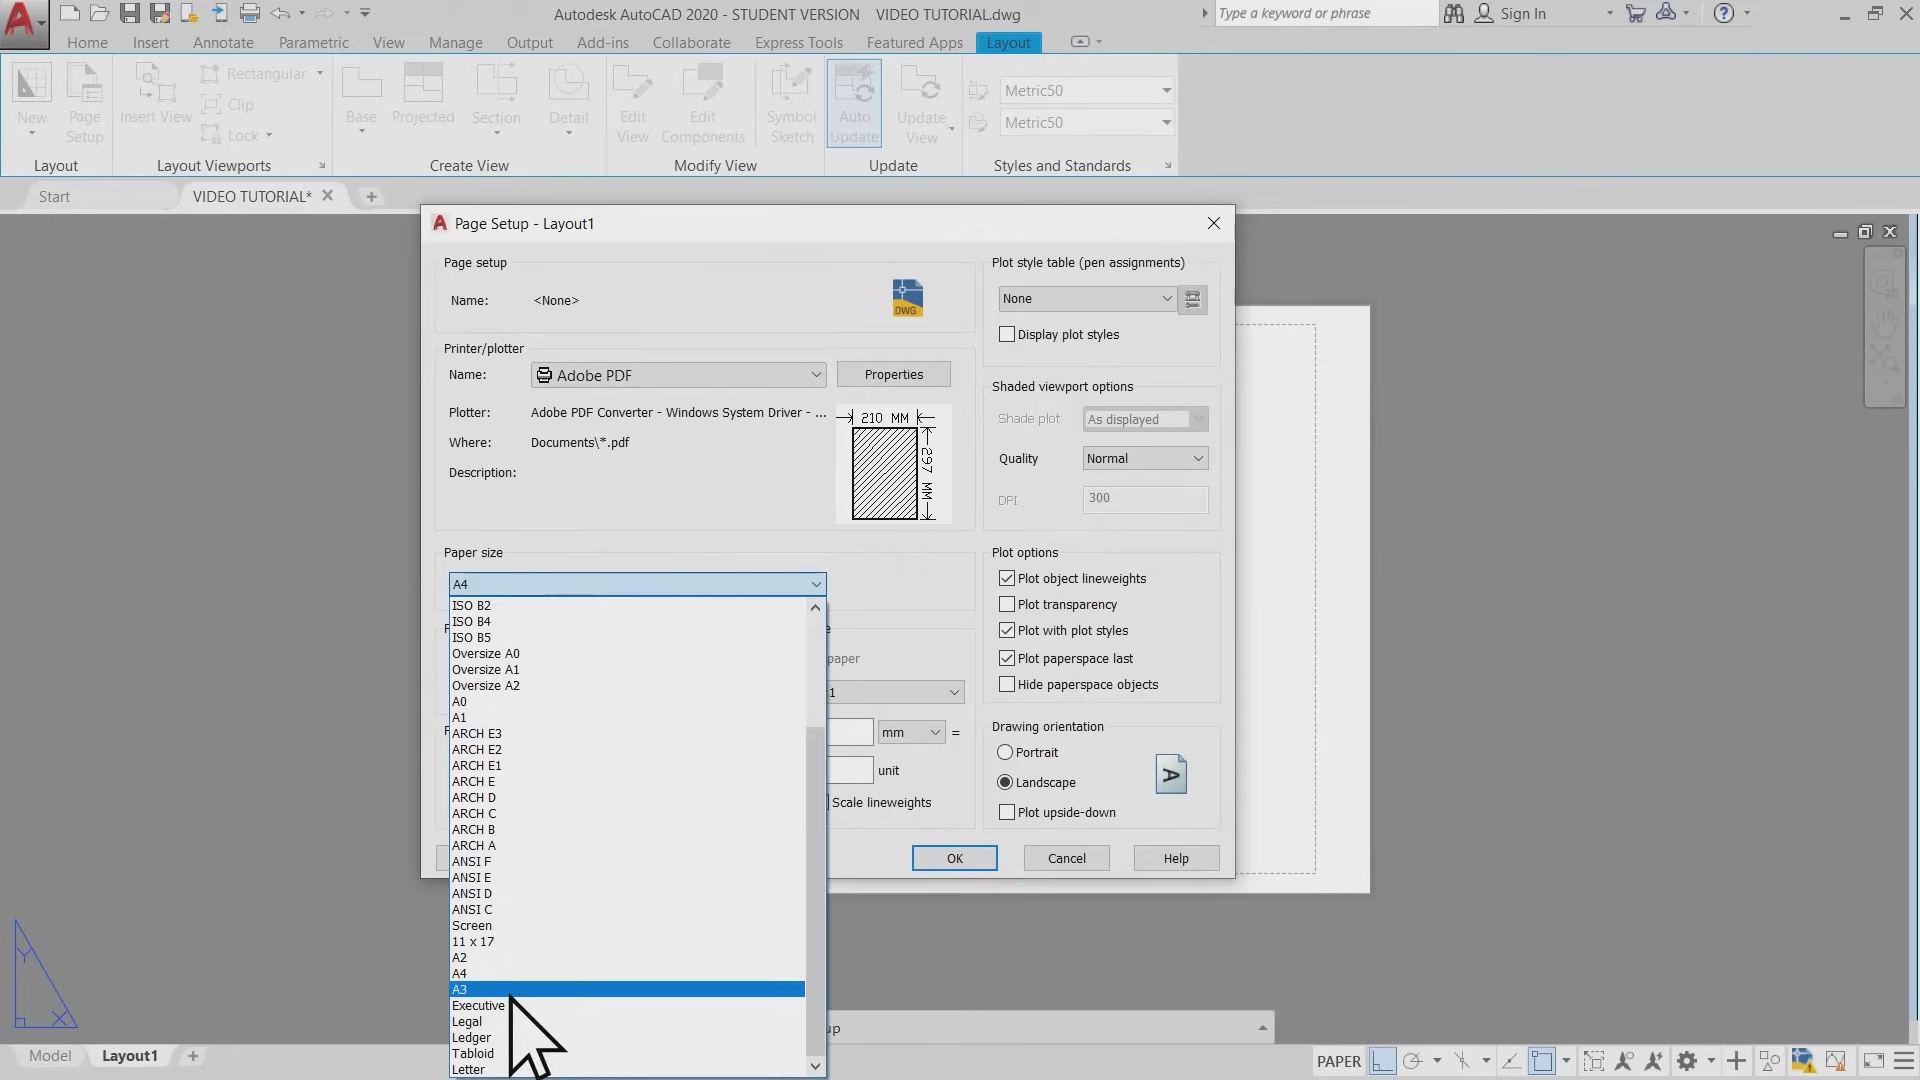 Autodesk AutoCAD 2020 - STUDENT VERSION VIDEO TUTORIAL.dwg
Type a keyword or phrase
Sign In
Home Insert Annotate Parametric View Manage Output Add-ins Collaborate Express Tools Featured Apps Layout
New
Page Setup
Insert View
Rectangular
Clip
Lock
Base
Projected
Section
Detail
Edit View
Edit Components
Symbol Sketch
Auto Update
Update View
Metric50
Metric50
Layout
Layout Viewports
Create View
Modify View
Update
Styles and Standards
Start
VIDEO TUTORIAL*
Page Setup - Layout1
Page setup
Name: <None>
DWG
Printer/plotter
Name: Adobe PDF
Properties
Plotter: Adobe PDF Converter - Windows System Driver - ...
Where: Documents\*.pdf
Description:
210 MM
297 MM
Paper size
A4
ISO B2
ISO B4
ISO B5
Oversize A0
Oversize A1
Oversize A2
A0
A1
ARCH E3
ARCH E2
ARCH E1
ARCH E
ARCH D
ARCH C
ARCH B
ARCH A
ANSI F
ANSI E
ANSI D
ANSI C
Screen
11 x 17
A2
A4
A3
Executive
Legal
Ledger
Tabloid
Letter
paper
mm =
unit
Scale lineweights
Plot style table (pen assignments)
None
Display plot styles
Shaded viewport options
Shade plot As displayed
Quality Normal
DPI 300
Plot options
Plot object lineweights
Plot transparency
Plot with plot styles
Plot paperspace last
Hide paperspace objects
Drawing orientation
Portrait
Landscape
A
Plot upside-down
OK
Cancel
Help
Y
X
Model
Layout1
PAPER